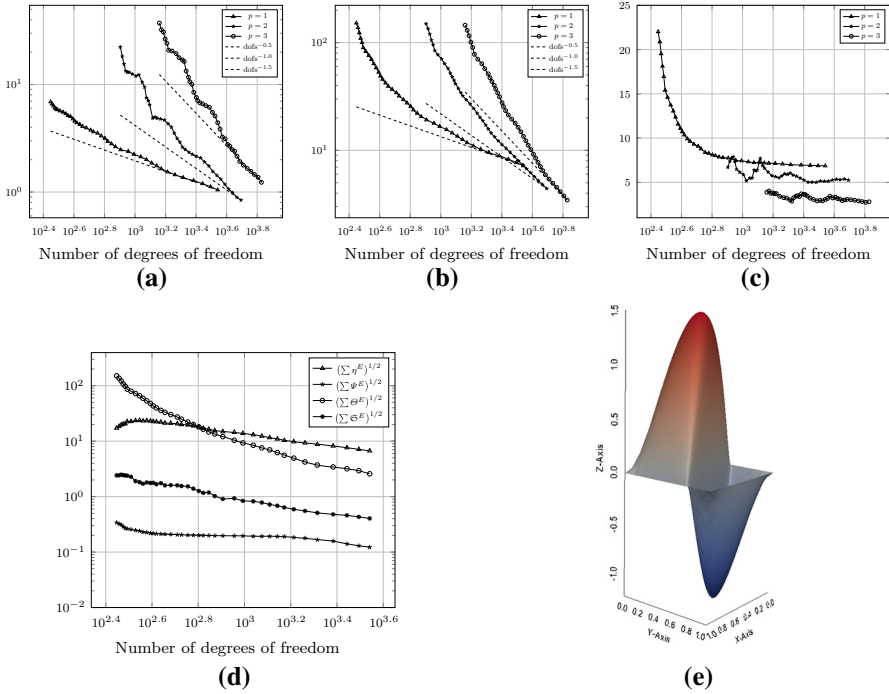 10^1
10^0
p = 1
p = 2
p = 3
dofs^-0.5
dofs^-1.0
dofs^-1.5
10^2.4 10^2.6 10^2.8 10^3 10^3.2 10^3.4 10^3.6 10^3.8
Number of degrees of freedom
(a)
10^2
10^1
p = 1
p = 2
p = 3
dofs^-0.5
dofs^-1.0
dofs^-1.5
10^2.4 10^2.6 10^2.8 10^3 10^3.2 10^3.4 10^3.6 10^3.8
Number of degrees of freedom
(b)
25
20
15
10
5
p = 1
p = 2
p = 3
10^2.4 10^2.6 10^2.8 10^3 10^3.2 10^3.4 10^3.6 10^3.8
Number of degrees of freedom
(c)
10^2
10^1
10^0
10^-1
10^-2
(∑ η^E)^1/2
(∑ Ψ^E)^1/2
(∑ Θ^E)^1/2
(∑ 𝔖^E)^1/2
10^2.4 10^2.6 10^2.8 10^3 10^3.2 10^3.4 10^3.6
Number of degrees of freedom
(d)
1.5
1.0
0.5
0.0
-0.5
-1.0
Z-Axis
0.0 0.2 0.4 0.6 0.8 1.0
Y-Axis
1.0 0.8 0.6 0.4 0.2 0.0
X-Axis
(e)